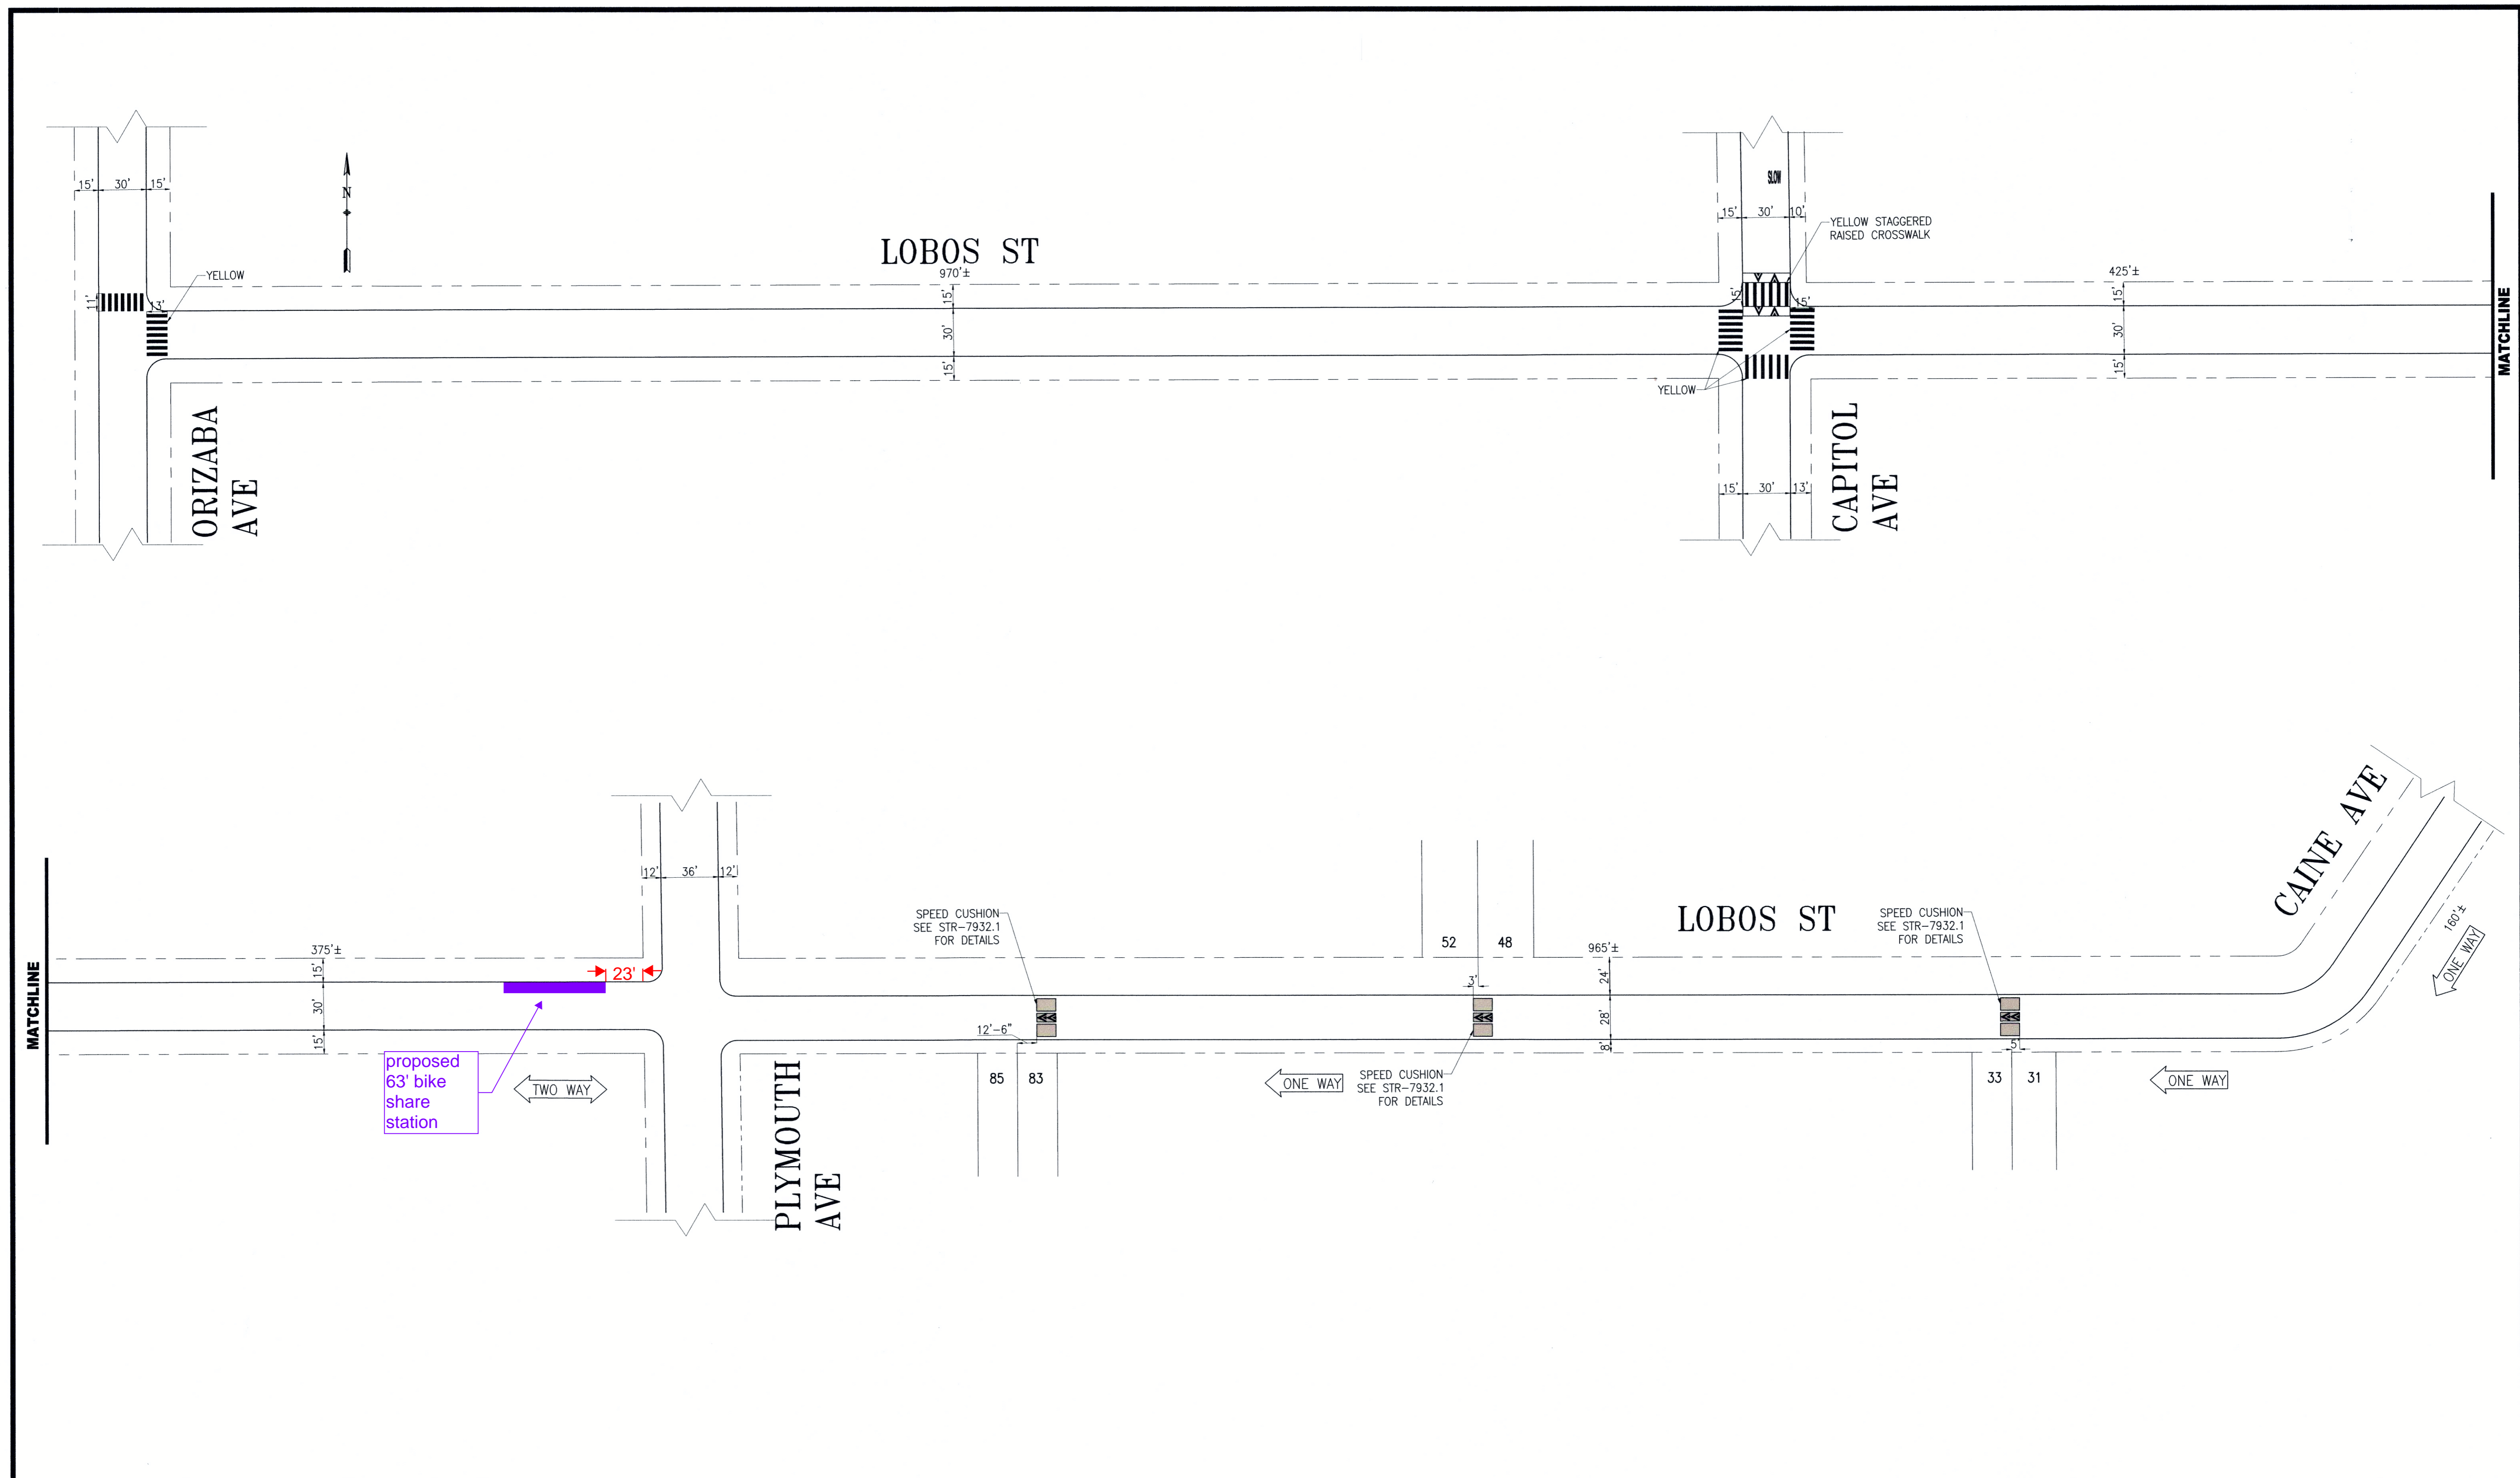 15' 30' 15'
N
LOBOS ST
970'±
YELLOW
11'
13'
15'
30'
15'
ORIZABA
AVE
SLOW
15' 30' 10'
YELLOW STAGGERED
RAISED CROSSWALK
15'
15'
YELLOW
15' 30' 13'
CAPITOL
AVE
425'±
15'
30'
15'
MATCHLINE
MATCHLINE
375'±
15'
30'
15'
23'
proposed
63' bike
share
station
TWO WAY
12' 36' 12'
PLYMOUTH
AVE
SPEED CUSHION
SEE STR-7932.1
FOR DETAILS
12'-6"
85 83
52 48
3'
ONE WAY
SPEED CUSHION
SEE STR-7932.1
FOR DETAILS
965'±
24'
28'
8'
LOBOS ST
SPEED CUSHION
SEE STR-7932.1
FOR DETAILS
5'
33 31
ONE WAY
CAINE AVE
160'±
ONE WAY